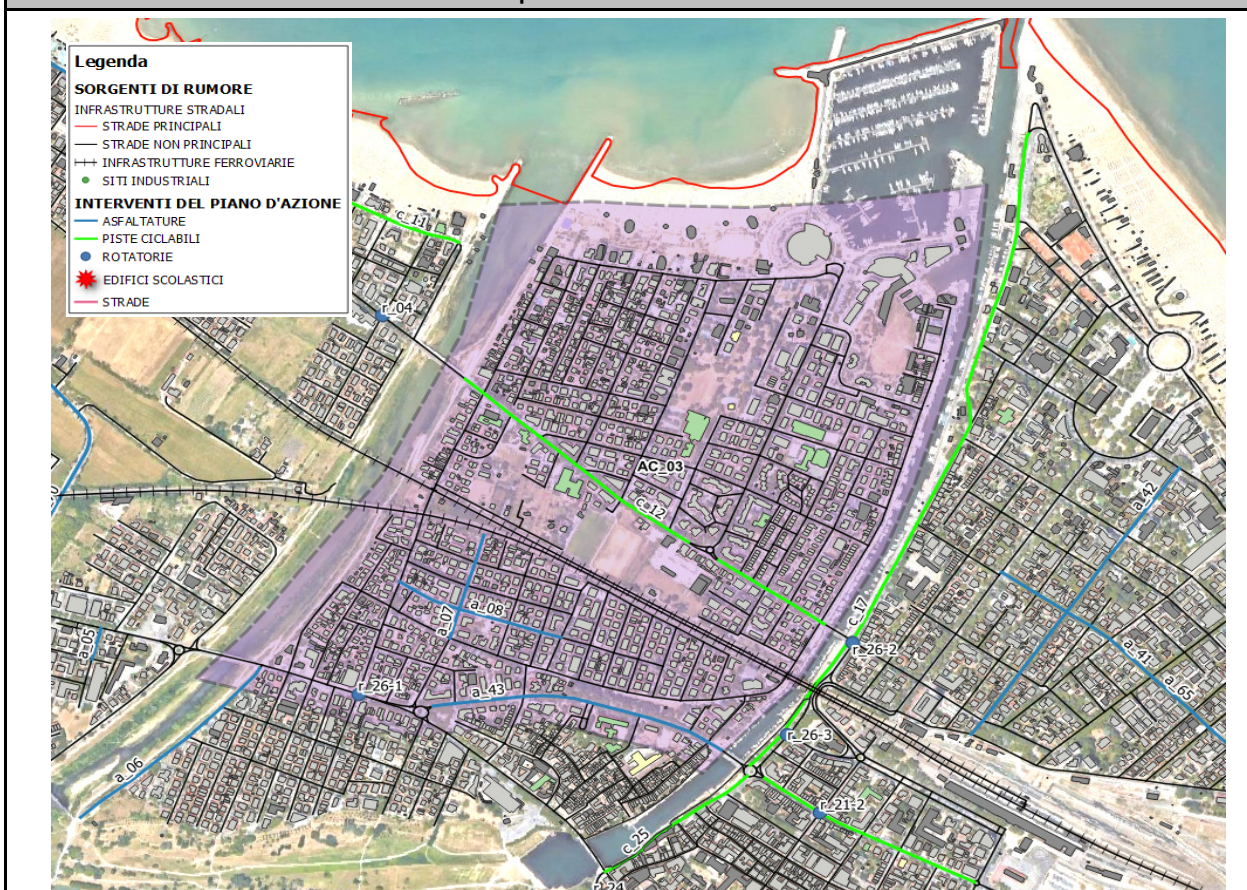 Legenda
SORGENTI DI RUMORE
INFRASTRUTTURE STRADALI
STRADE PRINCIPALI
STRADE NON PRINCIPALI
INFRASTRUTTURE FERROVIARIE
SITI INDUSTRIALI
INTERVENTI DEL PIANO D'AZIONE
ASFALTATURE
PISTE CICLABILI
ROTATORIE
EDIFICI SCOLASTICI
STRADE
c_11
r_04
AC_03
c_12
a_42
a_07
a_08
c_17
r_26-2
a_41
a_65
a_05
r_26-1
a_43
r_26-3
a_06
r_21-2
c_25
r_24